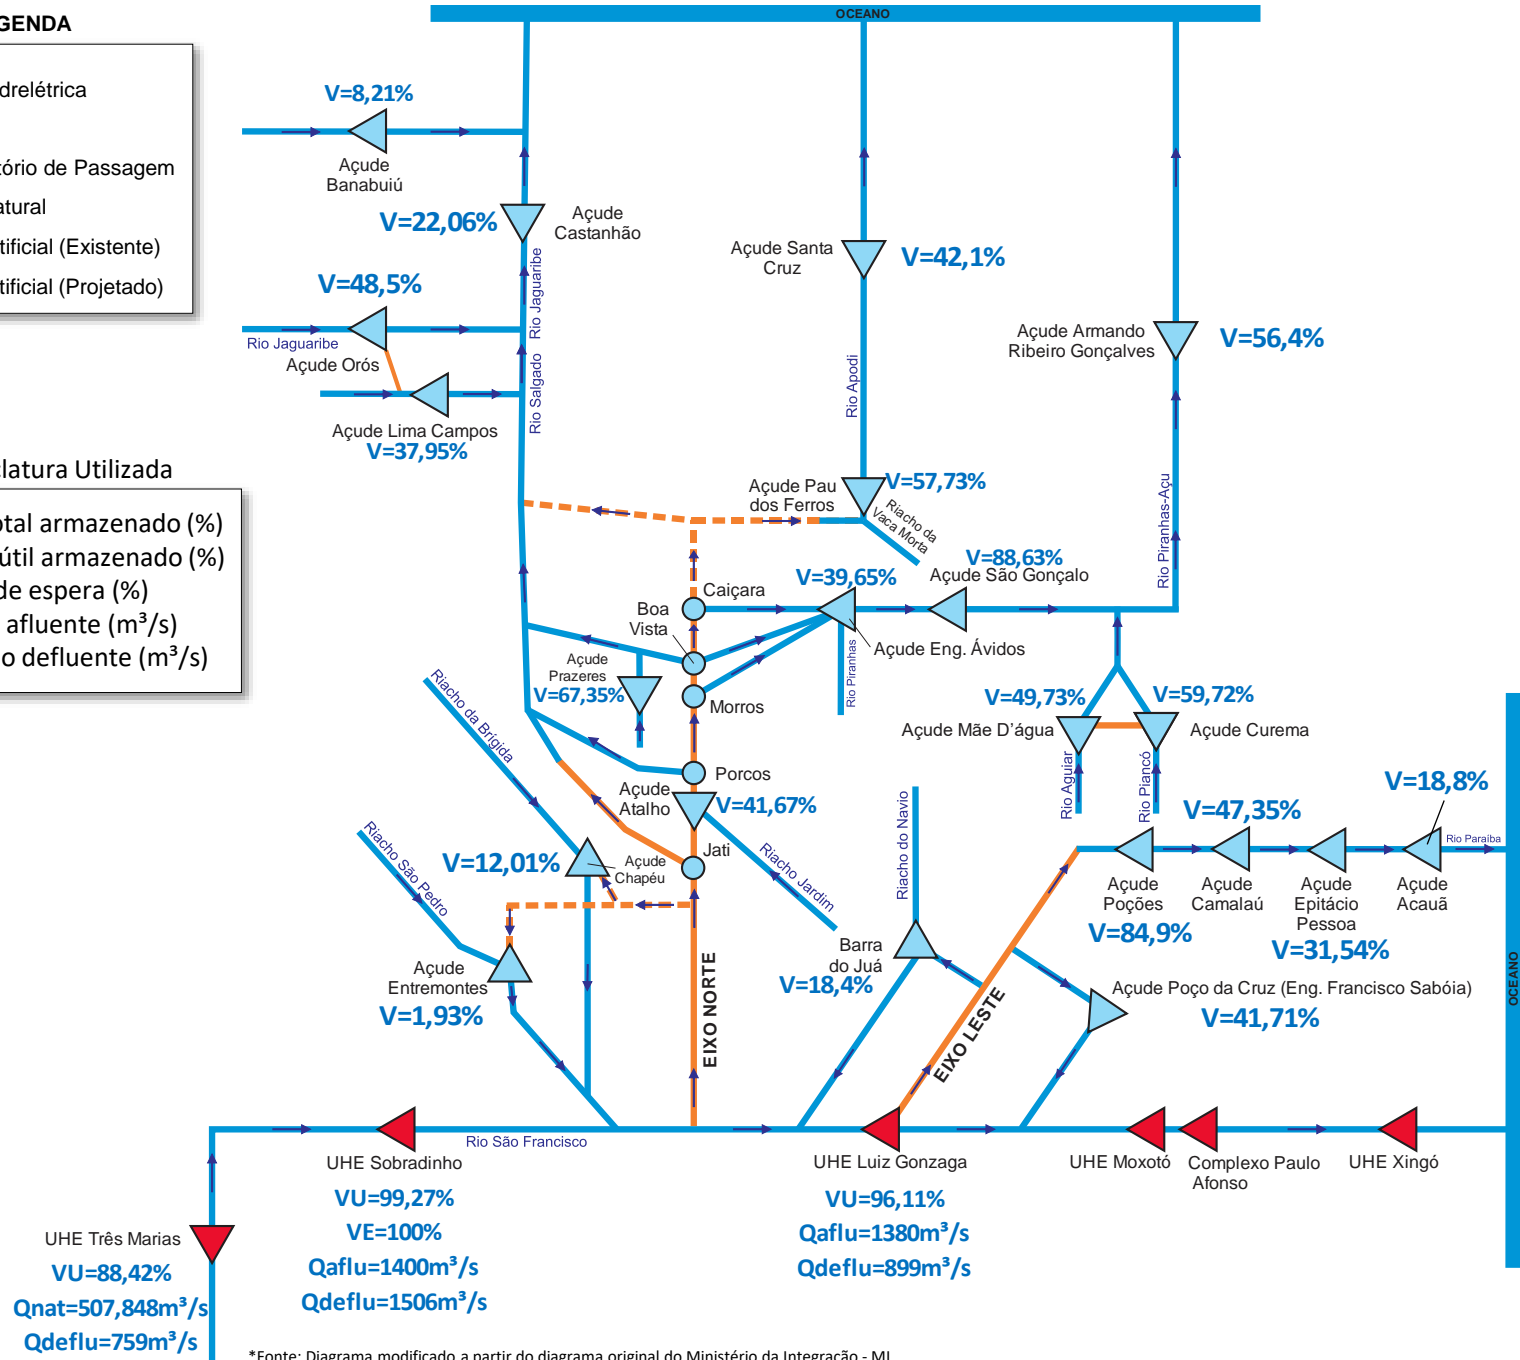 OCEANO
GENDA
drelétrica
tório de Passagem
atural
tificial (Existente)
tificial (Projetado)
V=8,21%
Açude
Banabuiú
V=22,06%
Açude
Castanhão
V=48,5%
Rio Jaguaribe
Açude Orós
Rio Jaguaribe
Rio Salgado
Açude Lima Campos
V=37,95%
Açude Santa
Cruz
V=42,1%
Rio Apodi
Açude Armando
Ribeiro Gonçalves
V=56,4%
Rio Piranhas-Açu
clatura Utilizada
otal armazenado (%)
útil armazenado (%)
de espera (%)
afluente (m³/s)
o defluente (m³/s)
Açude Pau
dos Ferros
V=57,73%
Riacho da
Vaca Morta
V=88,63%
Açude São Gonçalo
V=39,65%
Caiçara
Boa
Vista
Açude Eng. Ávidos
Rio Piranhas
Açude
Prazeres
V=67,35%
Morros
Riacho da Brígida
Porcos
Açude
Atalho
V=41,67%
V=49,73%
V=59,72%
Açude Mãe D'água
Açude Curema
Rio Aguiar
Rio Piancó
V=18,8%
V=47,35%
Rio Paraíba
Riacho São Pedro
V=12,01%
Açude
Chapéu
Jati
Riacho Jardim
Riacho do Navio
Açude
Poções
V=84,9%
Açude
Camalaú
Açude
Epitácio
Pessoa
V=31,54%
Açude
Acauã
Açude
Entremontes
V=1,93%
EIXO NORTE
Barra
do Juá
V=18,4%
EIXO LESTE
Açude Poço da Cruz (Eng. Francisco Sabóia)
V=41,71%
OCEANO
Rio São Francisco
UHE Sobradinho
VU=99,27%
VE=100%
Qaflu=1400m³/s
Qdeflu=1506m³/s
UHE Luiz Gonzaga
VU=96,11%
Qaflu=1380m³/s
Qdeflu=899m³/s
UHE Moxotó
Complexo Paulo
Afonso
UHE Xingó
UHE Três Marias
VU=88,42%
Qnat=507,848m³/s
Qdeflu=759m³/s
*Fonte: Diagrama modificado a partir do diagrama original do Ministério da Integração - MI